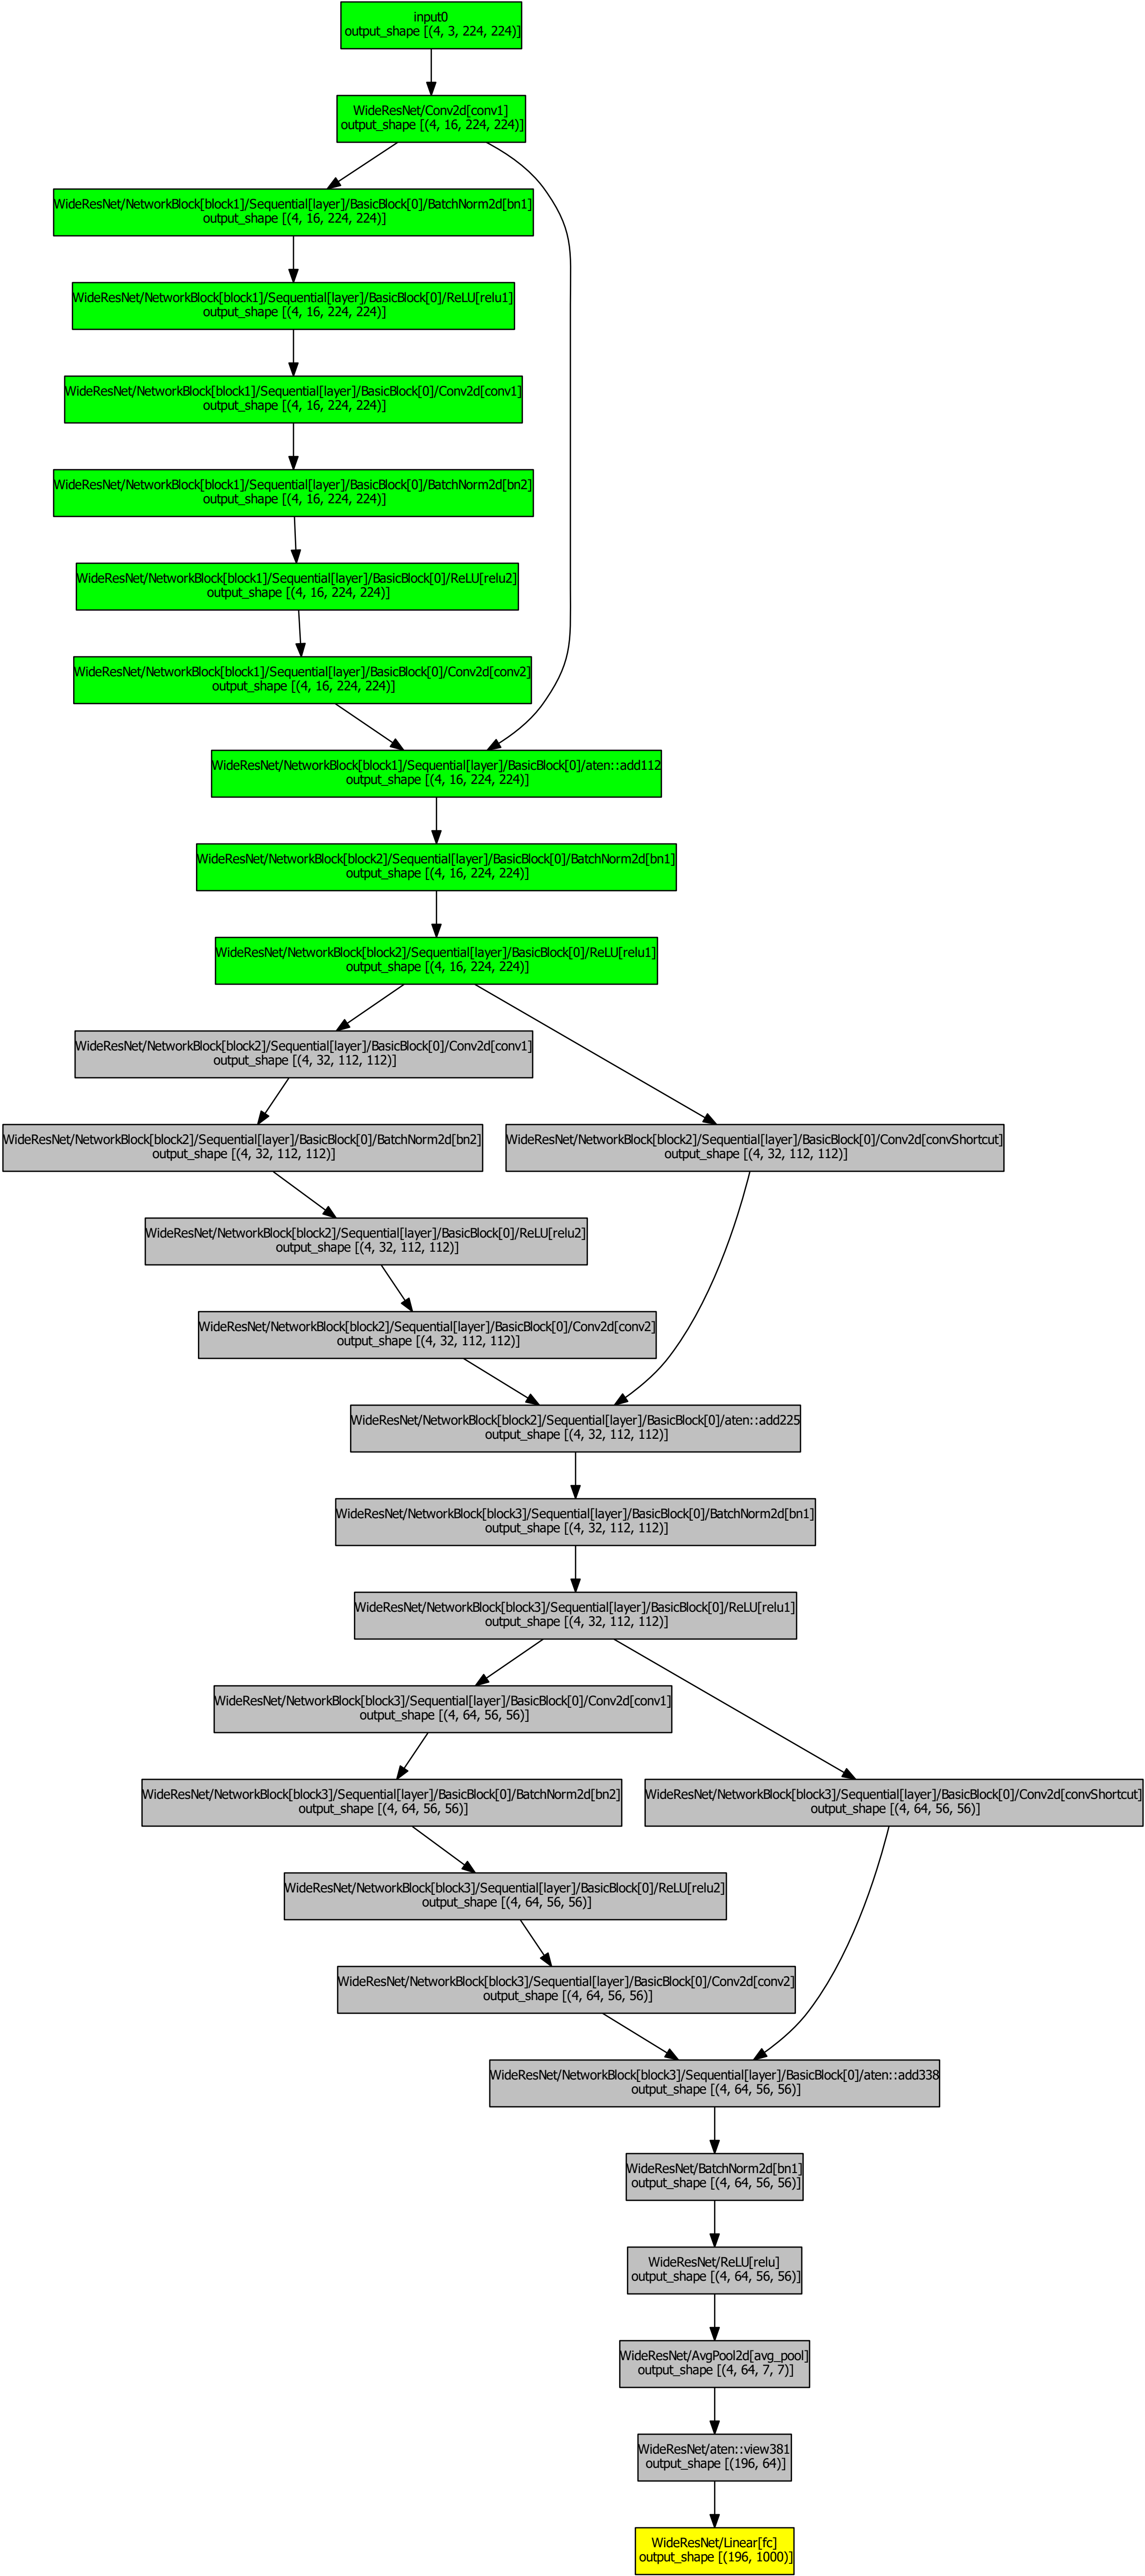 input0
output_shape [(4, 3, 224, 224)]
WideResNet/Conv2d[conv1]
output_shape [(4, 16, 224, 224)]
WideResNet/NetworkBlock[block1]/Sequential[layer]/BasicBlock[0]/BatchNorm2d[bn1]
output_shape [(4, 16, 224, 224)]
WideResNet/NetworkBlock[block1]/Sequential[layer]/BasicBlock[0]/ReLU[relu1]
output_shape [(4, 16, 224, 224)]
WideResNet/NetworkBlock[block1]/Sequential[layer]/BasicBlock[0]/Conv2d[conv1]
output_shape [(4, 16, 224, 224)]
WideResNet/NetworkBlock[block1]/Sequential[layer]/BasicBlock[0]/BatchNorm2d[bn2]
output_shape [(4, 16, 224, 224)]
WideResNet/NetworkBlock[block1]/Sequential[layer]/BasicBlock[0]/ReLU[relu2]
output_shape [(4, 16, 224, 224)]
WideResNet/NetworkBlock[block1]/Sequential[layer]/BasicBlock[0]/Conv2d[conv2]
output_shape [(4, 16, 224, 224)]
WideResNet/NetworkBlock[block1]/Sequential[layer]/BasicBlock[0]/aten::add112
output_shape [(4, 16, 224, 224)]
WideResNet/NetworkBlock[block2]/Sequential[layer]/BasicBlock[0]/BatchNorm2d[bn1]
output_shape [(4, 16, 224, 224)]
WideResNet/NetworkBlock[block2]/Sequential[layer]/BasicBlock[0]/ReLU[relu1]
output_shape [(4, 16, 224, 224)]
WideResNet/NetworkBlock[block2]/Sequential[layer]/BasicBlock[0]/Conv2d[conv1]
output_shape [(4, 32, 112, 112)]
WideResNet/NetworkBlock[block2]/Sequential[layer]/BasicBlock[0]/BatchNorm2d[bn2]
output_shape [(4, 32, 112, 112)]
WideResNet/NetworkBlock[block2]/Sequential[layer]/BasicBlock[0]/Conv2d[convShortcut]
output_shape [(4, 32, 112, 112)]
WideResNet/NetworkBlock[block2]/Sequential[layer]/BasicBlock[0]/ReLU[relu2]
output_shape [(4, 32, 112, 112)]
WideResNet/NetworkBlock[block2]/Sequential[layer]/BasicBlock[0]/Conv2d[conv2]
output_shape [(4, 32, 112, 112)]
WideResNet/NetworkBlock[block2]/Sequential[layer]/BasicBlock[0]/aten::add225
output_shape [(4, 32, 112, 112)]
WideResNet/NetworkBlock[block3]/Sequential[layer]/BasicBlock[0]/BatchNorm2d[bn1]
output_shape [(4, 32, 112, 112)]
WideResNet/NetworkBlock[block3]/Sequential[layer]/BasicBlock[0]/ReLU[relu1]
output_shape [(4, 32, 112, 112)]
WideResNet/NetworkBlock[block3]/Sequential[layer]/BasicBlock[0]/Conv2d[conv1]
output_shape [(4, 64, 56, 56)]
WideResNet/NetworkBlock[block3]/Sequential[layer]/BasicBlock[0]/BatchNorm2d[bn2]
output_shape [(4, 64, 56, 56)]
WideResNet/NetworkBlock[block3]/Sequential[layer]/BasicBlock[0]/Conv2d[convShortcut]
output_shape [(4, 64, 56, 56)]
WideResNet/NetworkBlock[block3]/Sequential[layer]/BasicBlock[0]/ReLU[relu2]
output_shape [(4, 64, 56, 56)]
WideResNet/NetworkBlock[block3]/Sequential[layer]/BasicBlock[0]/Conv2d[conv2]
output_shape [(4, 64, 56, 56)]
WideResNet/NetworkBlock[block3]/Sequential[layer]/BasicBlock[0]/aten::add338
output_shape [(4, 64, 56, 56)]
WideResNet/BatchNorm2d[bn1]
output_shape [(4, 64, 56, 56)]
WideResNet/ReLU[relu]
output_shape [(4, 64, 56, 56)]
WideResNet/AvgPool2d[avg_pool]
output_shape [(4, 64, 7, 7)]
WideResNet/aten::view381
output_shape [(196, 64)]
WideResNet/Linear[fc]
output_shape [(196, 1000)]